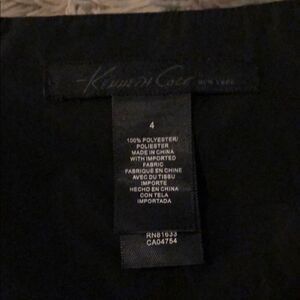 Kenneth Cole NEW YORK
4
100% POLYESTER/
POLIESTER
MADE IN CHINA
WITH IMPORTED
FABRIC
FABRIQUE EN CHINE
AVEC DU TISSU
IMPORTE
HECHO EN CHINA
CON TELA
IMPORTADA
RN81633
CA04754